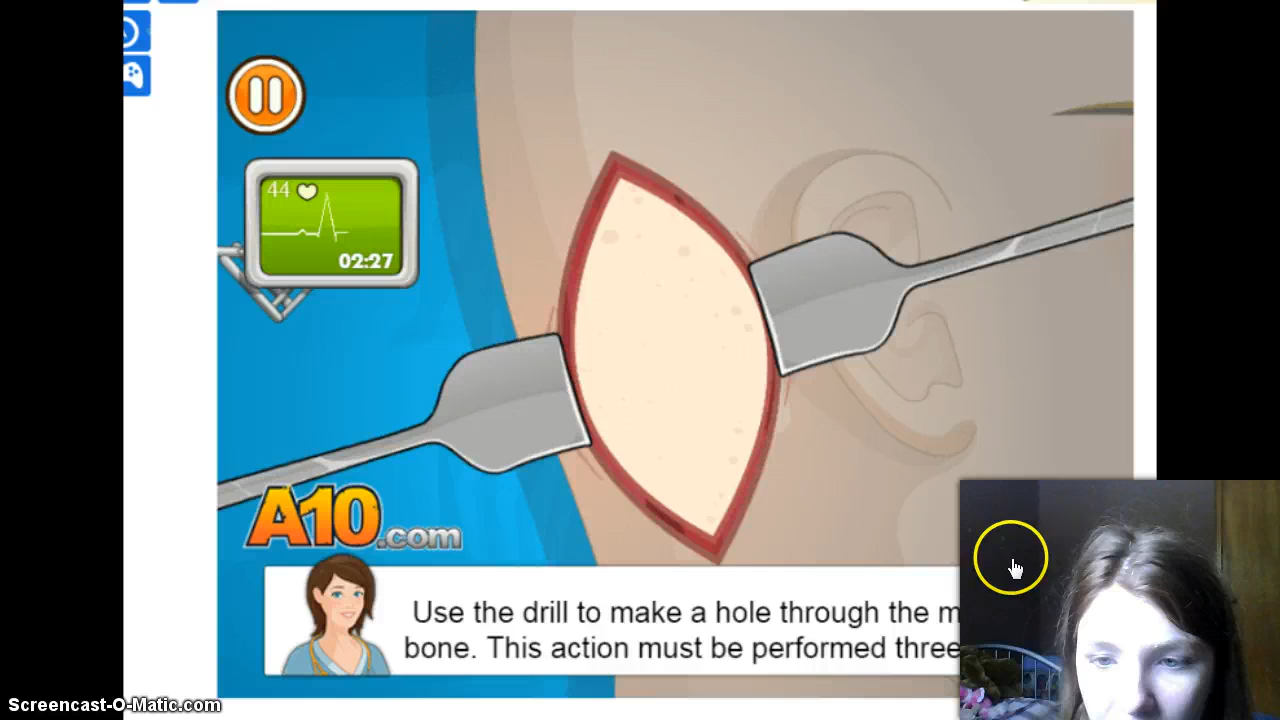 44
02:27
A10.com
Use the drill to make a hole through the
bone. This action must be performed three
Screencast-O-Matic.com